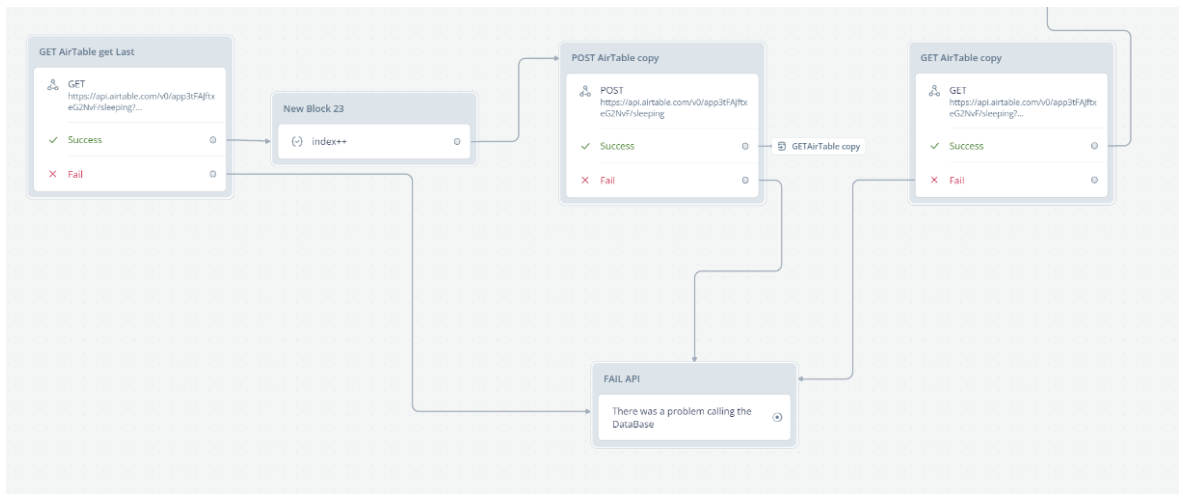 GET AirTable get Last
GET
https://api.airtable.com/v0/app3tFAJftx
eG2NvF/sleeping?...
Success
Fail
New Block 23
index++
POST AirTable copy
POST
https://api.airtable.com/v0/app3tFAJftx
eG2NvF/sleeping
Success
Fail
GETAirTable copy
GET AirTable copy
GET
https://api.airtable.com/v0/app3tFAJftx
eG2NvF/sleeping?...
Success
Fail
FAIL API
There was a problem calling the
DataBase